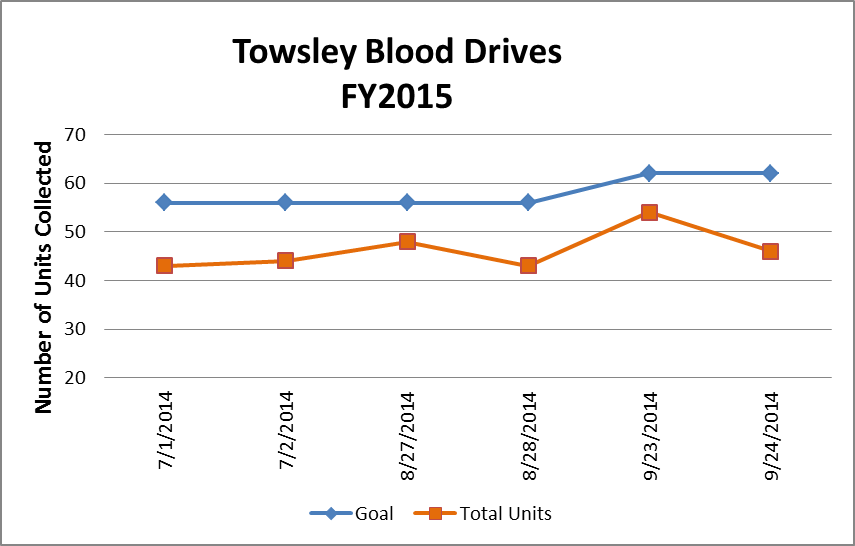 Towsley Blood Drives
FY2015
Number of Units Collected
70
60
50
40
30
20
7/1/2014
7/2/2014
8/27/2014
8/28/2014
9/23/2014
9/24/2014
Goal
Total Units